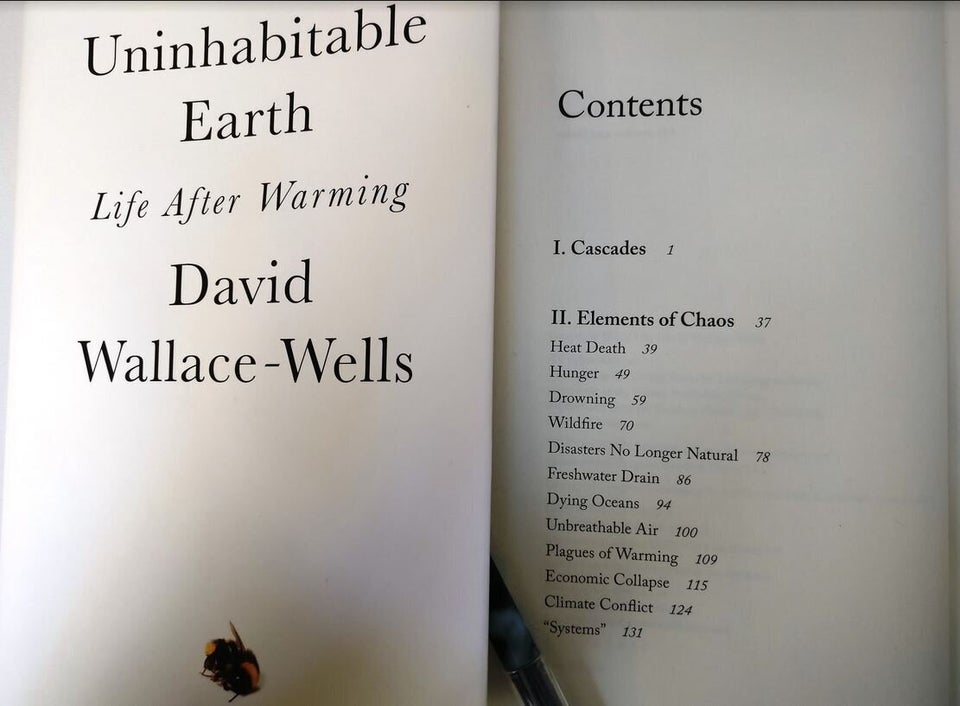 Uninhabitable
Earth
Life After Warming
David
Wallace-Wells
Contents
I. Cascades 1
II. Elements of Chaos 37
Heat Death 39
Hunger 49
Drowning 59
Wildfire 70
Disasters No Longer Natural 78
Freshwater Drain 86
Dying Oceans 94
Unbreathable Air 100
Plagues of Warming 109
Economic Collapse 115
Climate Conflict 124
“Systems” 131